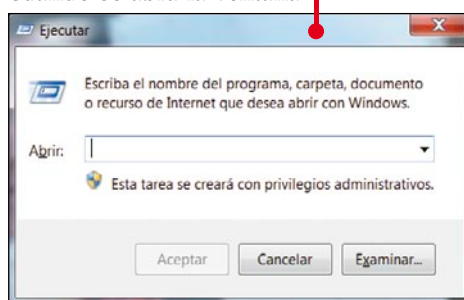 Ejecutar
Escriba el nombre del programa, carpeta, documento
o recurso de Internet que desea abrir con Windows.
Abrir:
Esta tarea se creará con privilegios administrativos.
Aceptar Cancelar Examinar...